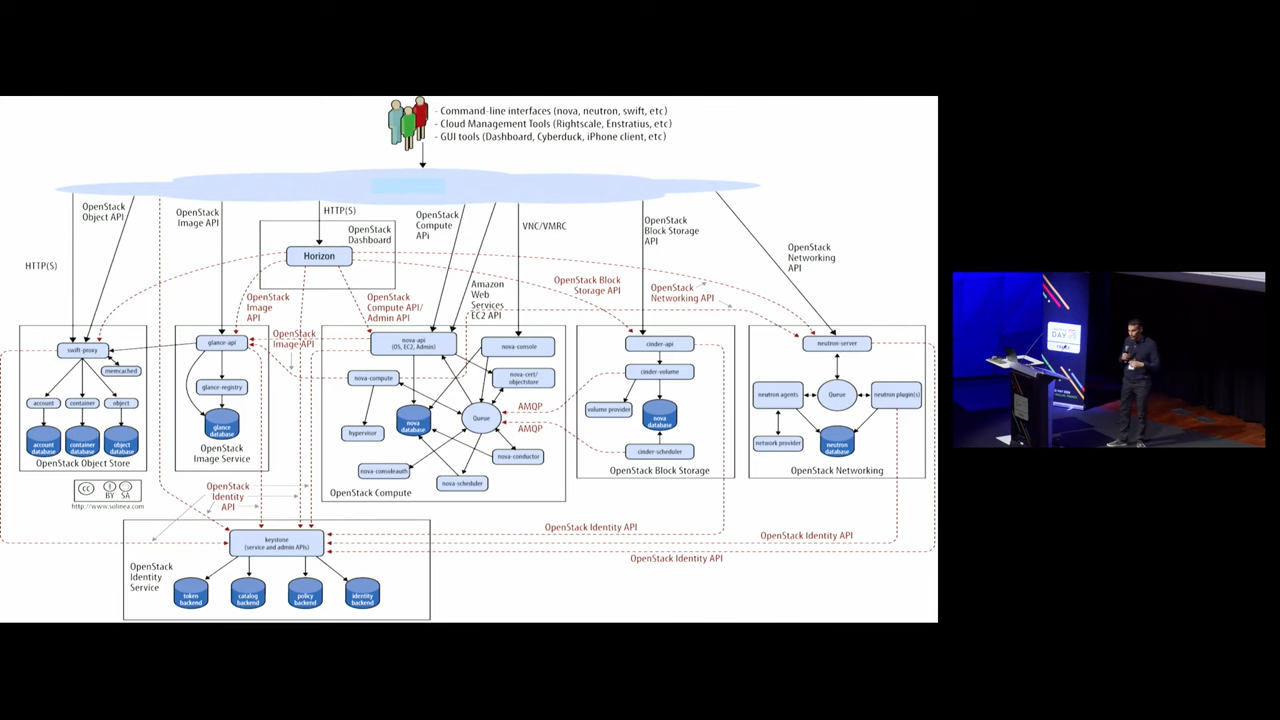 - Command-line interfaces (nova, neutron, swift, etc)
- Cloud Management Tools (Rightscale, Enstratius, etc)
- GUI tools (Dashboard, Cyberduck, iPhone client, etc)
OpenStack
Object API
OpenStack
Image API
HTTP(S)
OpenStack
Compute
APi
VNC/VMRC
OpenStack
Block Storage
API
OpenStack
Networking
API
HTTP(S)
OpenStack
Dashboard
Horizon
OpenStack
Image
API
OpenStack
Compute API/
Admin API
Amazon
Web
Services
EC2 API
OpenStack Block
Storage API
OpenStack
Networking API
OpenStack
Image API
swift-proxy
memcached
account
container
object
account
database
container
database
object
database
OpenStack Object Store
glance-api
glance-registry
glance
database
OpenStack
Image Service
nova-api
(OS, EC2, Admin)
nova-console
nova-compute
nova-cert/
objectstore
hypervisor
nova
database
Queue
nova-conductor
nova-consoleauth
nova-scheduler
OpenStack Compute
AMQP
AMQP
cinder-api
cinder-volume
volume provider
nova
database
cinder-scheduler
OpenStack Block Storage
neutron-server
neutron agents
Queue
neutron plugin(s)
network provider
neutron
database
OpenStack Networking
cc
BY SA
http://www.solinea.com
OpenStack
Identity
API
keystone
(service and admin APIs)
OpenStack
Identity
Service
token
backend
catalog
backend
policy
backend
identity
backend
OpenStack Identity API
OpenStack Identity API
OpenStack Identity API
DAY